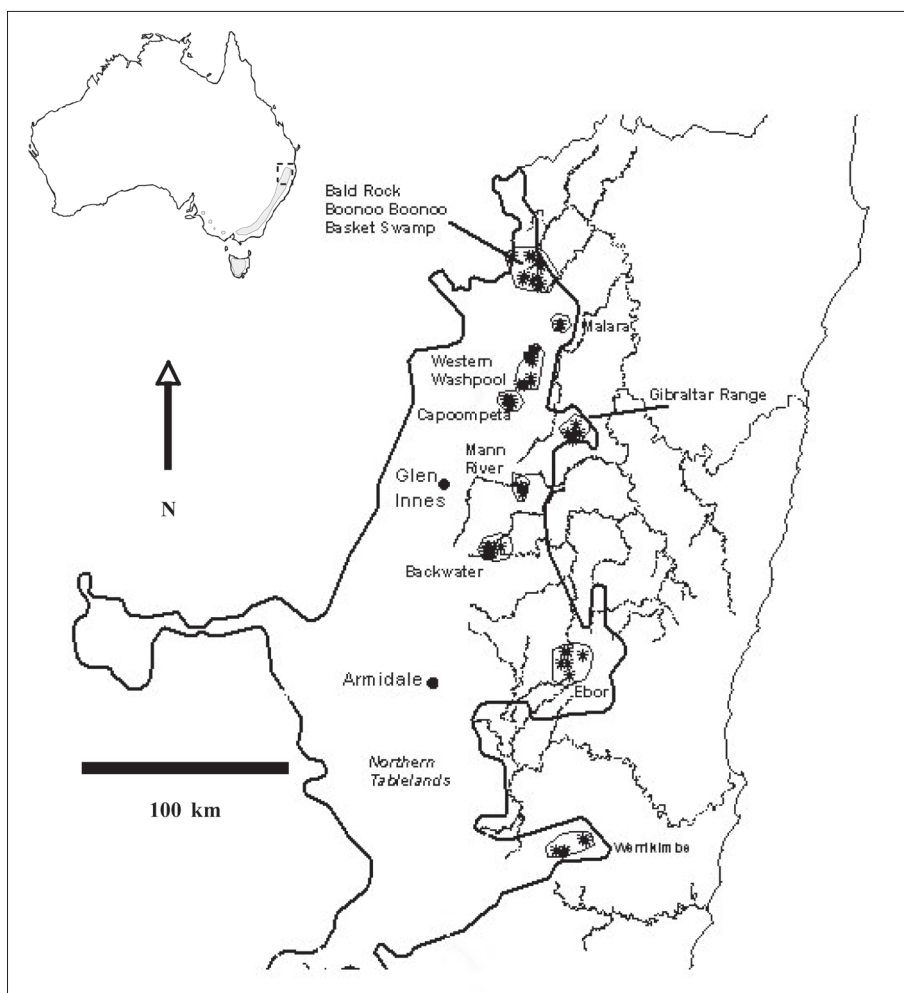 Bald Rock
Boonoo Boonoo
Basket Swamp
Malara
Western
Washpool
Gibraltar Range
Capoompeta
Mann
River
Glen
Innes
N
Backwater
Armidale
Ebor
Northern
Tablelands
100 km
Werrikimbe